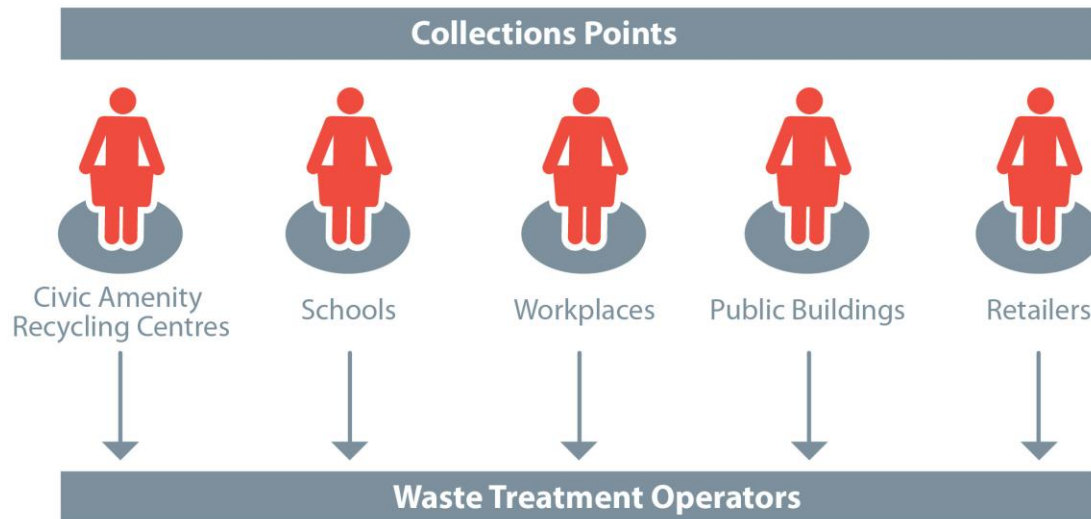 Collections Points
Civic Amenity
Recycling Centres
Schools
Workplaces
Public Buildings
Retailers
Waste Treatment Operators